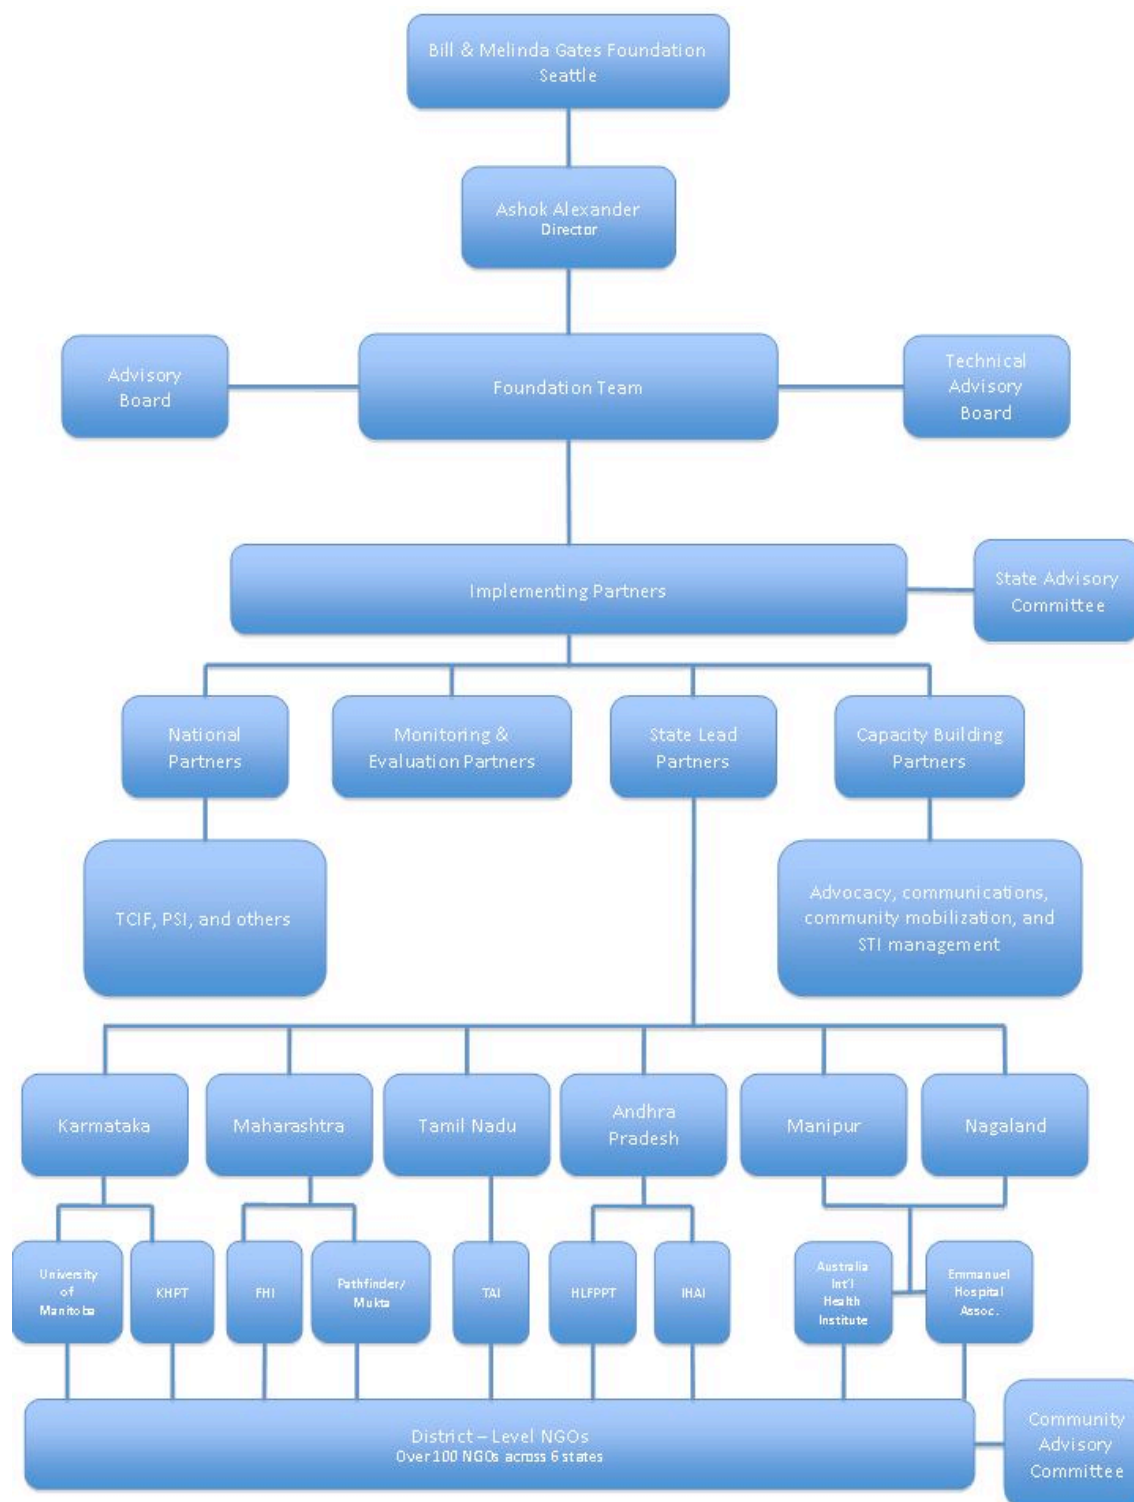 Bill & Melinda Gates Foundation
Seattle
Ashok Alexander
Director
Advisory
Board
Foundation Team
Technical
Advisory
Board
Implementing Partners
State Advisory
Committee
National
Partners
Monitoring &
Evaluation Partners
State Lead
Partners
Capacity Building
Partners
TCIF, PSI, and others
Advocacy, communications,
community mobilization, and
STI management
Karmataka
Maharashtra
Tamil Nadu
Andhra
Pradesh
Manipur
Nagaland
University
of
Manitoba
KHPT
FHI
Pathfinder/
Mukta
TAI
HLFPPT
IHAI
Australia
Int'l
Health
Institute
Emmanuel
Hospital
Assoc.
District – Level NGOs
Over 100 NGOs across 6 states
Community
Advisory
Committee